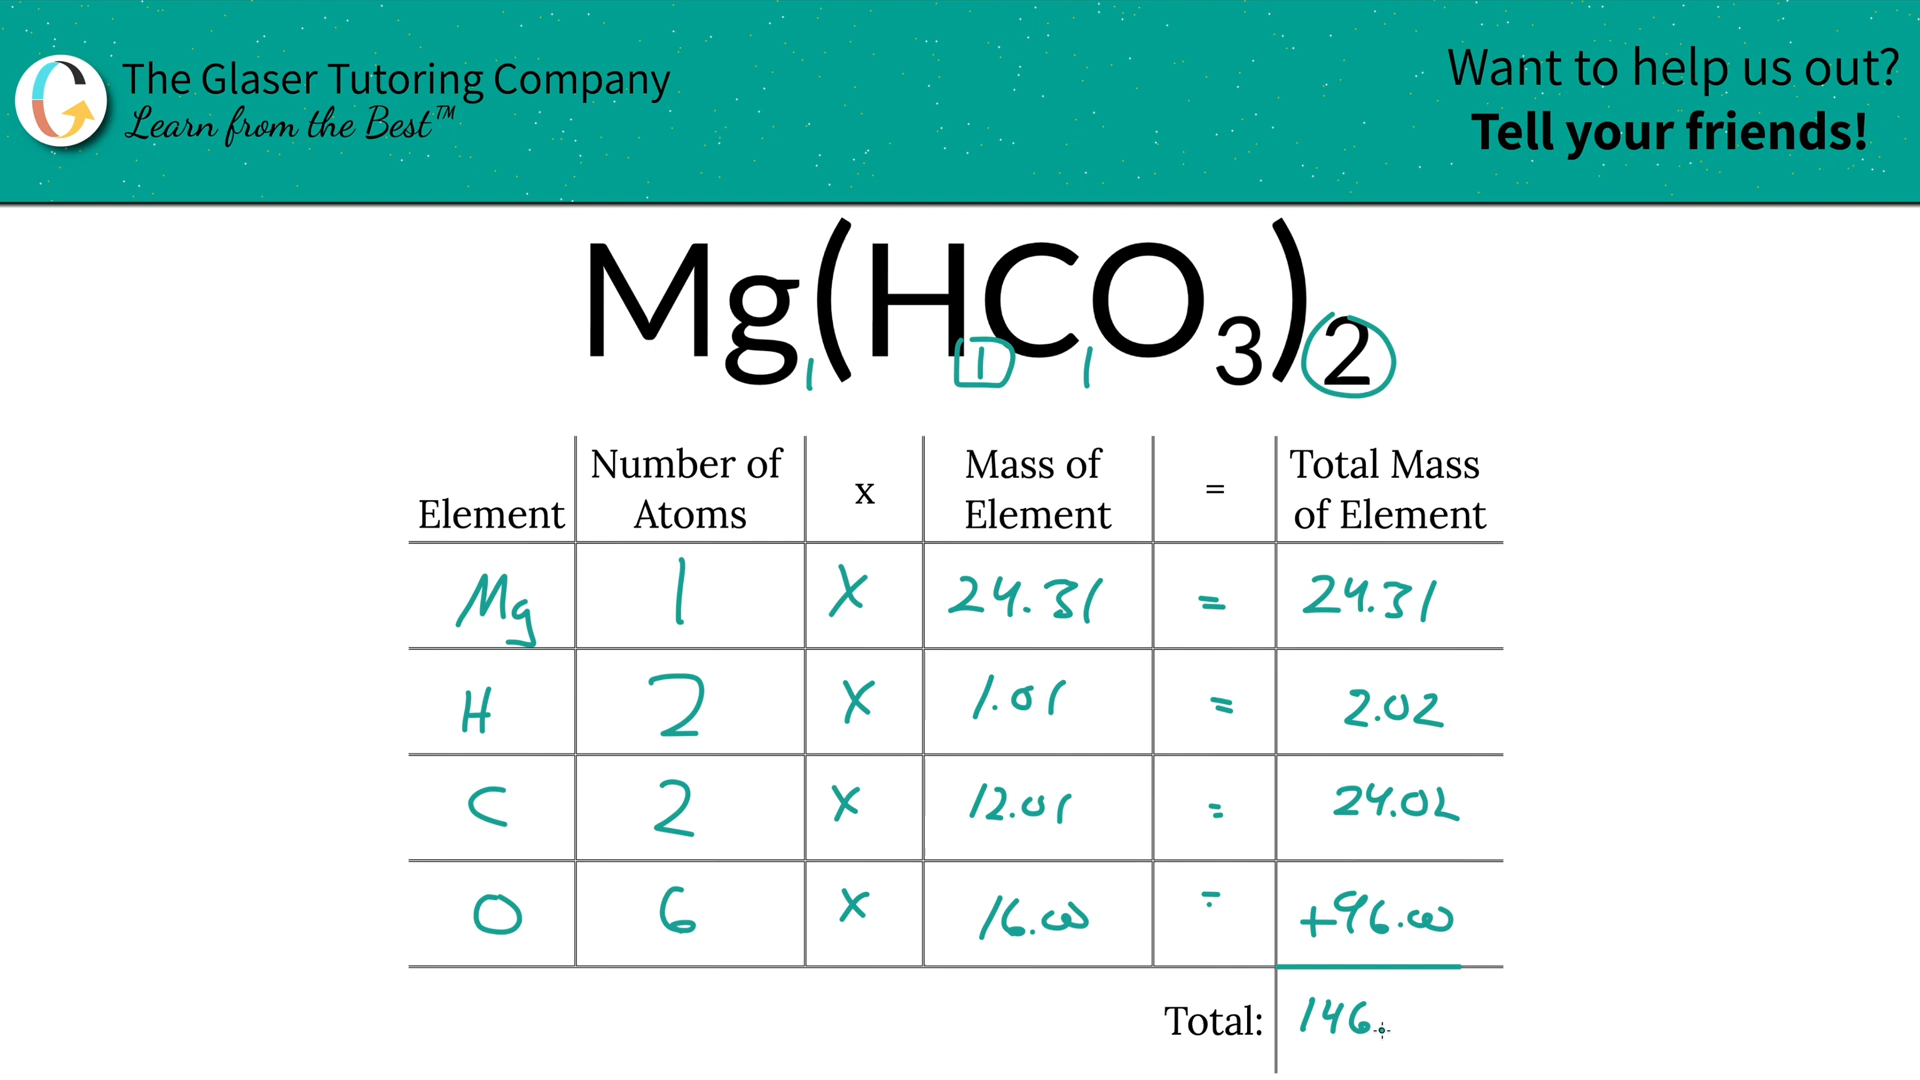 The Glaser Tutoring Company
Learn from the Best™
Want to help us out?
Tell your friends!
Mg(HCO₃)₂
1 1 1
Element Number of Atoms x Mass of Element = Total Mass of Element
Mg 1 X 24.31 = 24.31
H 2 X 1.01 = 2.02
C 2 X 12.01 = 24.02
O 6 X 16.00 = +96.00
Total: 146.